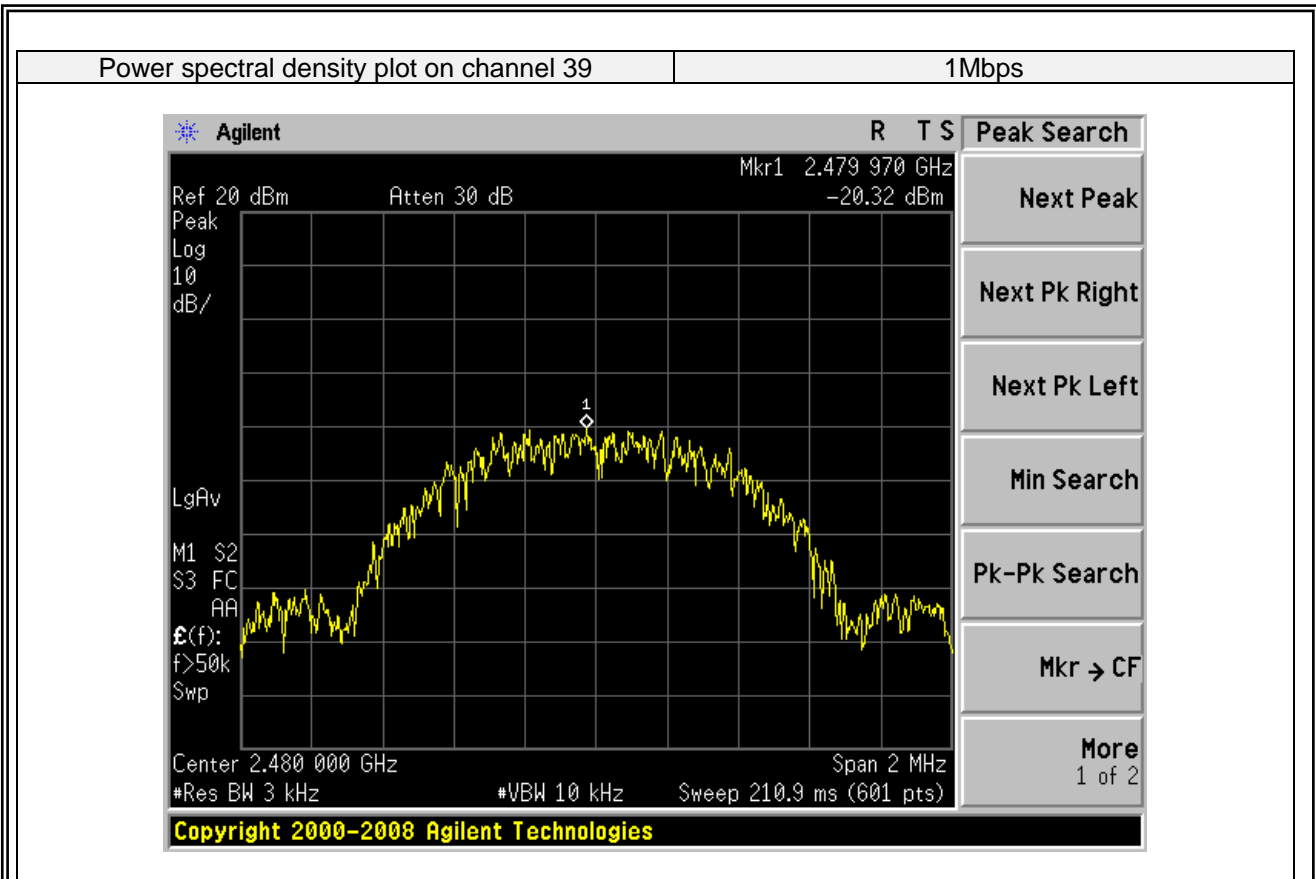 Power spectral density plot on channel 39 1Mbps
Agilent R T S Peak Search
Mkr1 2.479 970 GHz
Ref 20 dBm Atten 30 dB -20.32 dBm
Peak
Log
10
dB/
1
LgAv
M1 S2
S3 FC
AA
£(f):
f>50k
Swp
Center 2.480 000 GHz Span 2 MHz
#Res BW 3 kHz #VBW 10 kHz Sweep 210.9 ms (601 pts)
Next Peak
Next Pk Right
Next Pk Left
Min Search
Pk-Pk Search
Mkr → CF
More
1 of 2
Copyright 2000-2008 Agilent Technologies